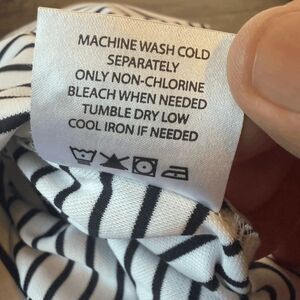 MACHINE WASH COLD
SEPARATELY
ONLY NON-CHLORINE
BLEACH WHEN NEEDED
TUMBLE DRY LOW
COOL IRON IF NEEDED